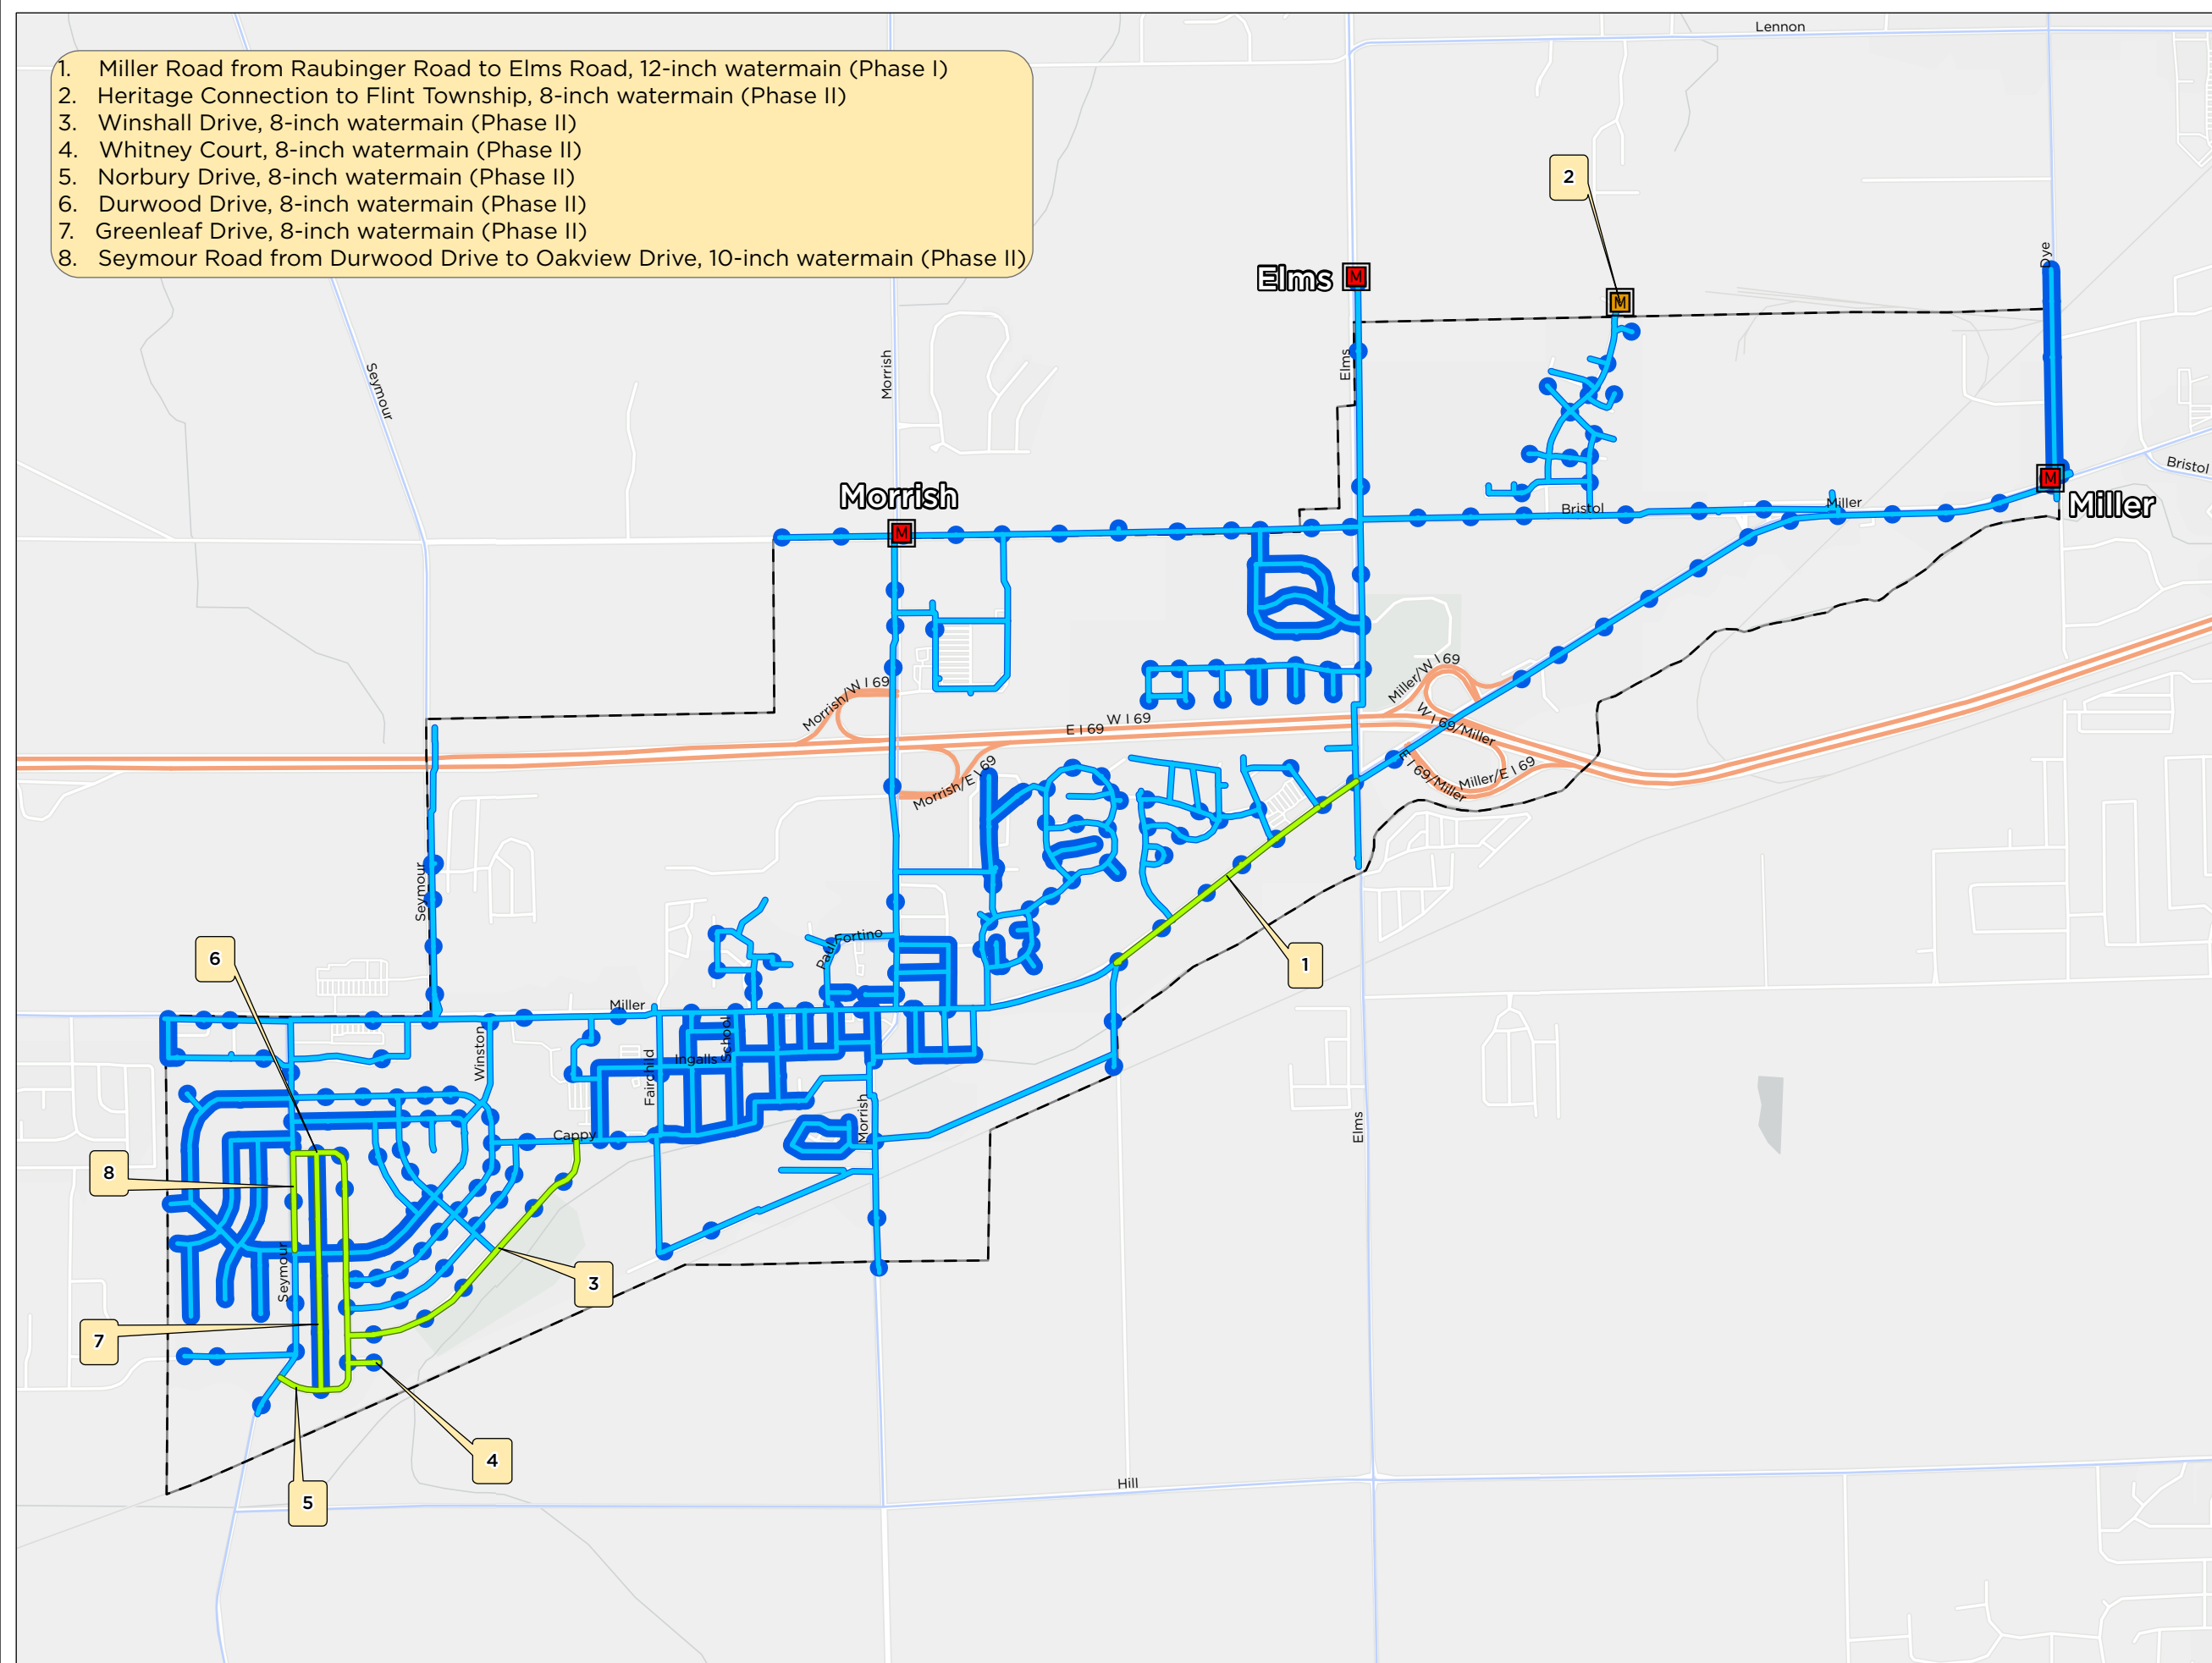 Lennon
1. Miller Road from Raubinger Road to Elms Road, 12-inch watermain (Phase I)
2. Heritage Connection to Flint Township, 8-inch watermain (Phase II)
3. Winshall Drive, 8-inch watermain (Phase II)
4. Whitney Court, 8-inch watermain (Phase II)
5. Norbury Drive, 8-inch watermain (Phase II)
6. Durwood Drive, 8-inch watermain (Phase II)
7. Greenleaf Drive, 8-inch watermain (Phase II)
8. Seymour Road from Durwood Drive to Oakview Drive, 10-inch watermain (Phase II)
2
Dye
Elms
M
M
Seymour
Morrish
Elms
Bristol
M
Miller
Morrish
M
Bristol
Miller
Morrish/W I 69
Miller/W I 69
E I 69
W I 69
W I 69/Miller
Morrish/E I 69
E I 69/Miller
Miller/E I 69
Seymour
Paul Fortino
6
1
Miller
Winston
School
Ingalls
Fairchild
Morrish
Elms
Cappy
8
Seymour
3
7
4
5
Hill